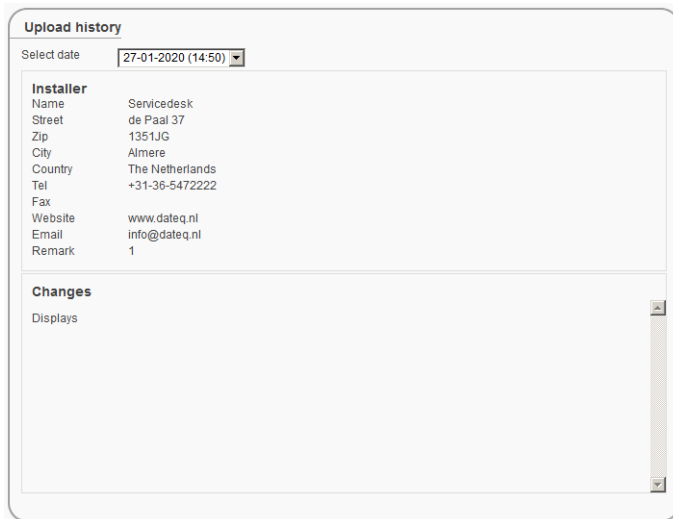 Upload history
Select date 27-01-2020 (14:50)
Installer
Name Servicedesk
Street de Paal 37
Zip 1351JG
City Almere
Country The Netherlands
Tel +31-36-5472222
Fax
Website www.dateq.nl
Email info@dateq.nl
Remark 1
Changes
Displays